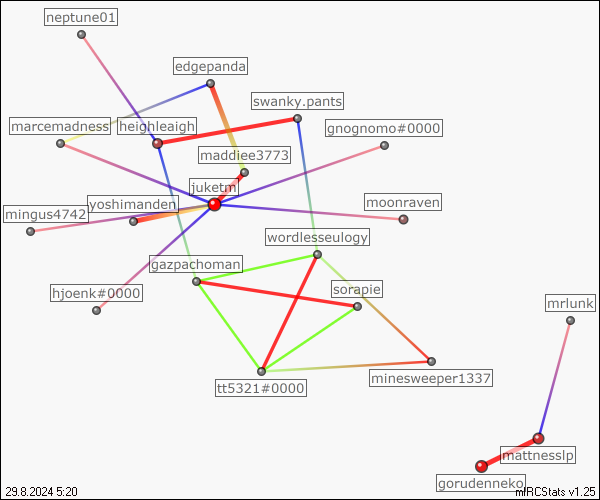 neptune01
edgepanda
swanky.pants
marcemadness
heighleaigh
gnognomo#0000
maddiee3773
juketm
yoshimanden
moonraven
mingus4742
wordlesseulogy
gazpachoman
hjoenk#0000
sorapie
mrlunk
tt5321#0000
minesweeper1337
mattnesslp
gorudenneko
29.8.2024 5:20
mIRCStats v1.25